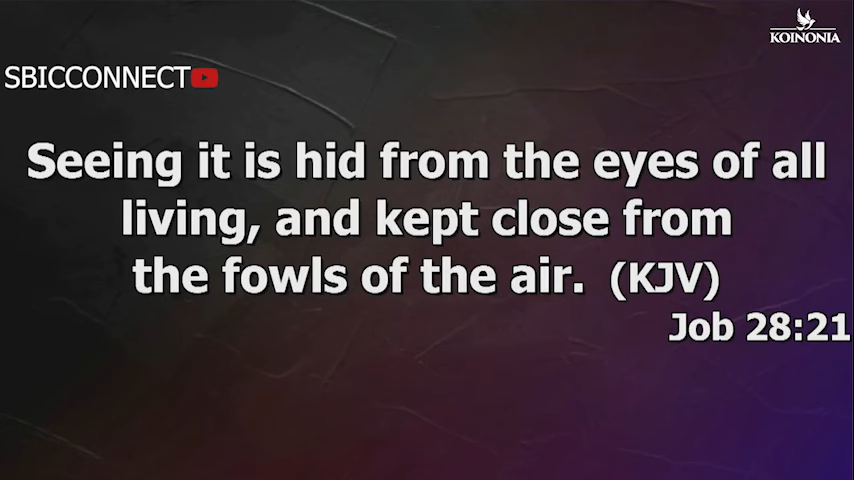 KOINONIA
SBICCONNECT
Seeing it is hid from the eyes of all
living, and kept close from
the fowls of the air. (KJV)
Job 28:21